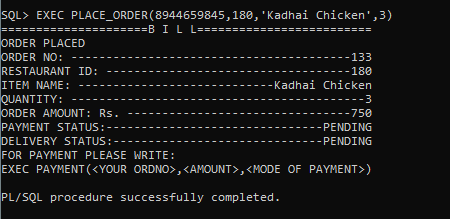 SQL> EXEC PLACE_ORDER(8944659845,180,'Kadhai Chicken',3)
=====================B I L L=========================
ORDER PLACED
ORDER NO: ----------------------------------------133
RESTAURANT ID: -----------------------------------180
ITEM NAME: ----------------------------Kadhai Chicken
QUANTITY: ------------------------------------------3
ORDER AMOUNT: Rs. --------------------------------750
PAYMENT STATUS:-------------------------------PENDING
DELIVERY STATUS:------------------------------PENDING
FOR PAYMENT PLEASE WRITE:
EXEC PAYMENT(<YOUR ORDNO>,<AMOUNT>,<MODE OF PAYMENT>)
PL/SQL procedure successfully completed.